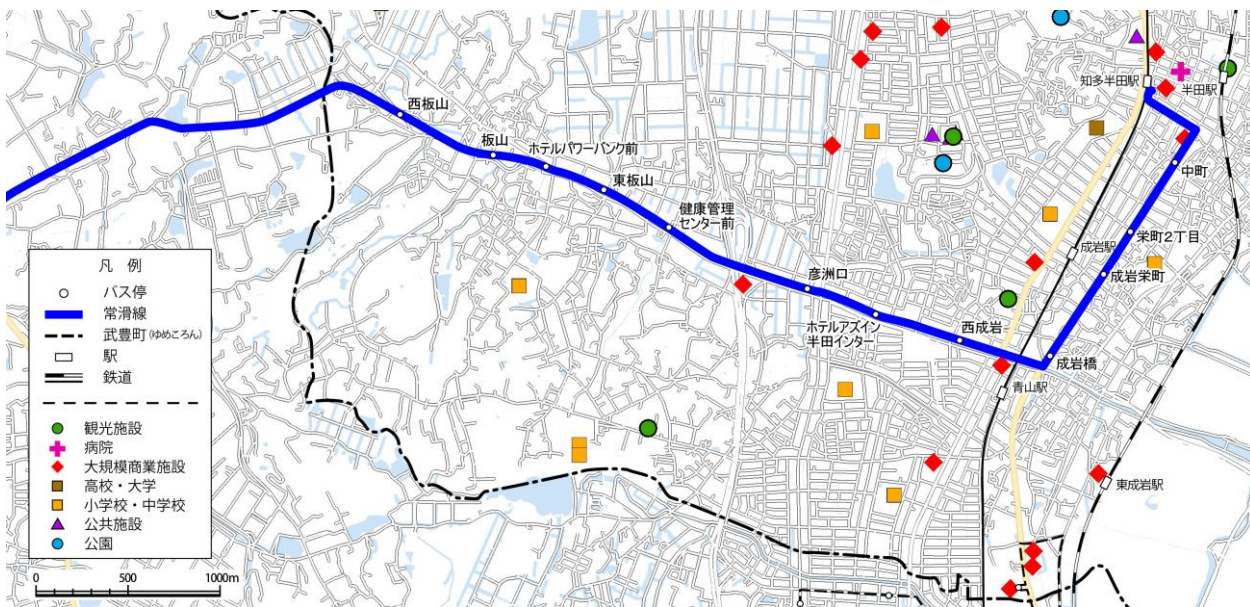 知多半田駅
半田駅
西板山
板山
ホテルパワーバンク前
東板山
健康管理
センター前
中町
栄町2丁目
成岩駅
成岩栄町
彦洲口
ホテルアズイン
半田インター
西成岩
成岩橋
青山駅
東成岩駅
凡 例
バス停
常滑線
武豊町(ゆめころん)
駅
鉄道
観光施設
病院
大規模商業施設
高校・大学
小学校・中学校
公共施設
公園
0 500 1000m